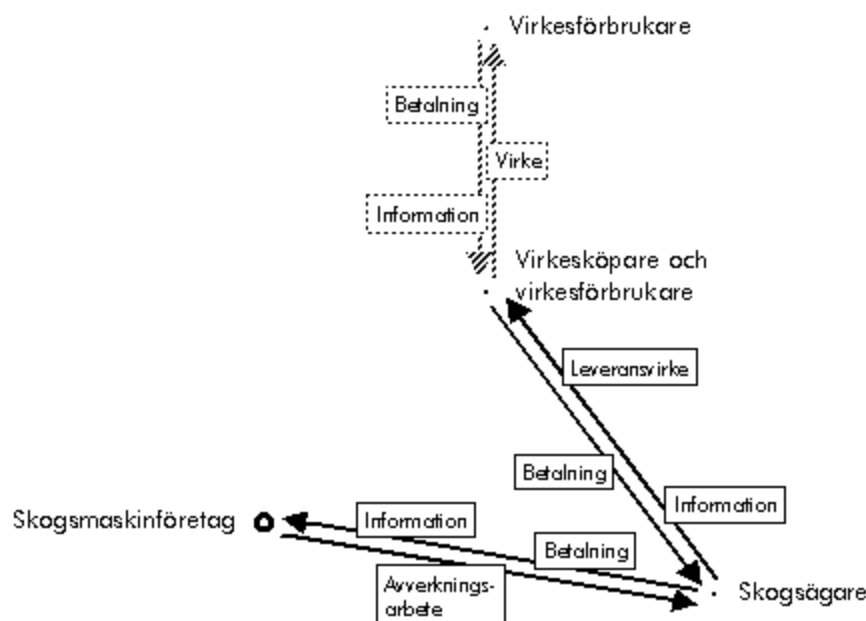 Virkesförbrukare
Betalning
Virke
Information
Virkesköpare och
virkesförbrukare
Leveransvirke
Betalning
Information
Skogsmaskinföretag
Information
Betalning
Avverknings-
arbete
Skogsägare